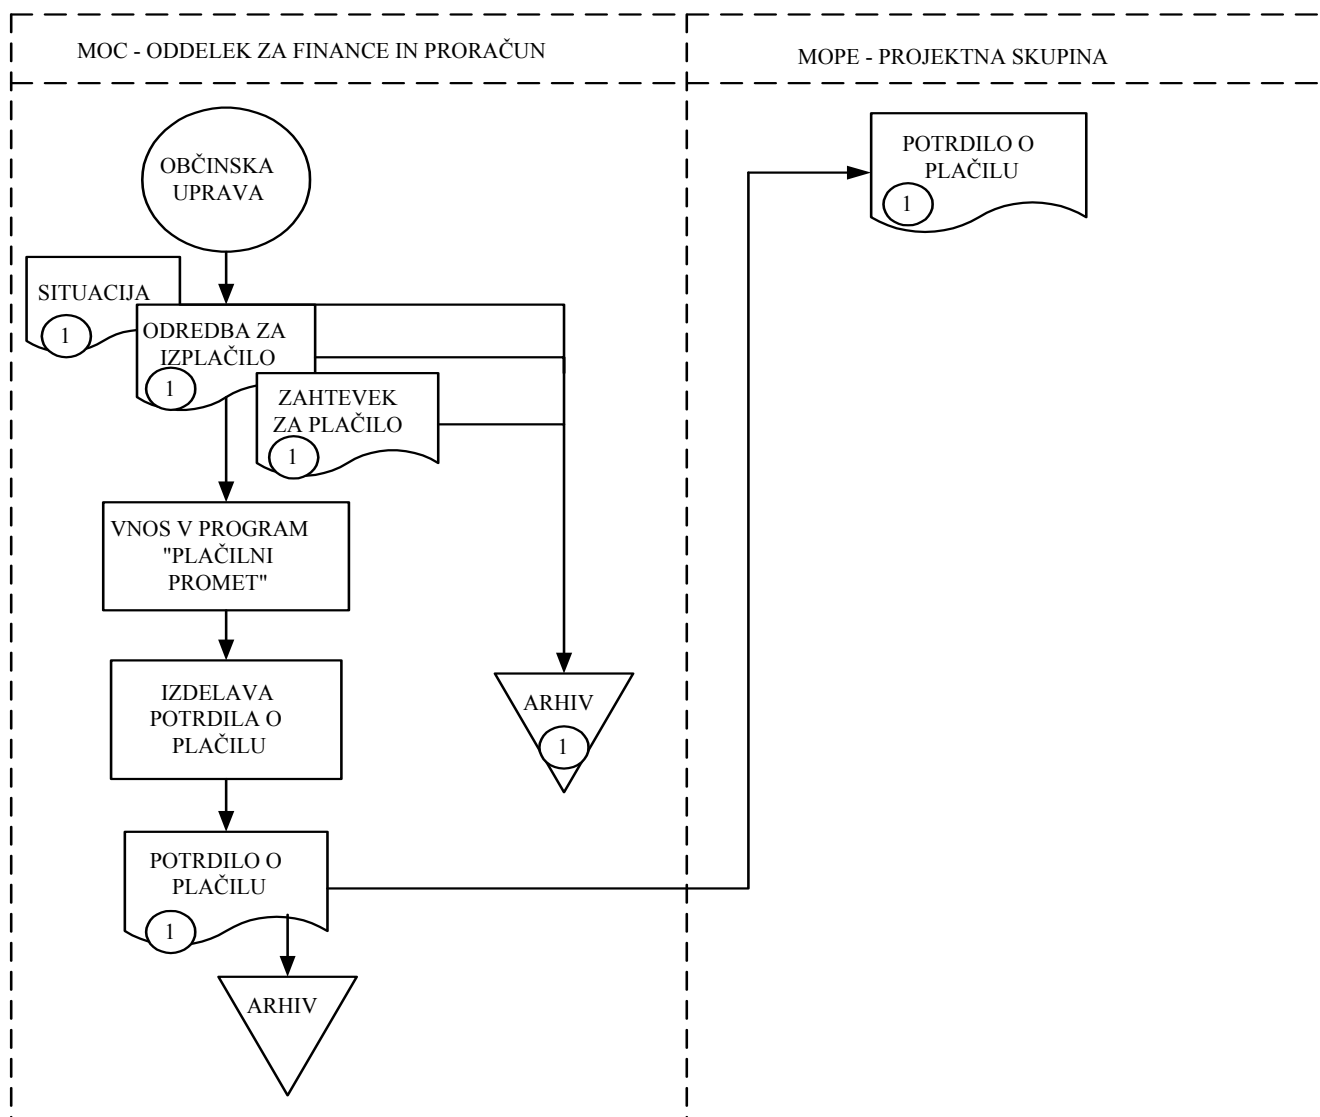 MOC - ODDELEK ZA FINANCE IN PRORAČUN
MOPE - PROJEKTNA SKUPINA
OBČINSKA
UPRAVA
POTRDILO O
PLAČILU
1
SITUACIJA
1
ODREDBA ZA
IZPLAČILO
1
ZAHTEVEK
ZA PLAČILO
1
VNOS V PROGRAM
"PLAČILNI
PROMET"
IZDELAVA
POTRDILA O
PLAČILU
ARHIV
1
POTRDILO O
PLAČILU
1
ARHIV